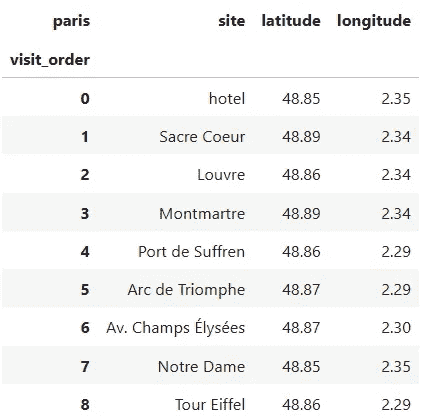 paris site latitude longitude
visit_order
0 hotel 48.85 2.35
1 Sacre Coeur 48.89 2.34
2 Louvre 48.86 2.34
3 Montmartre 48.89 2.34
4 Port de Suffren 48.86 2.29
5 Arc de Triomphe 48.87 2.29
6 Av. Champs Élysées 48.87 2.30
7 Notre Dame 48.85 2.35
8 Tour Eiffel 48.86 2.29